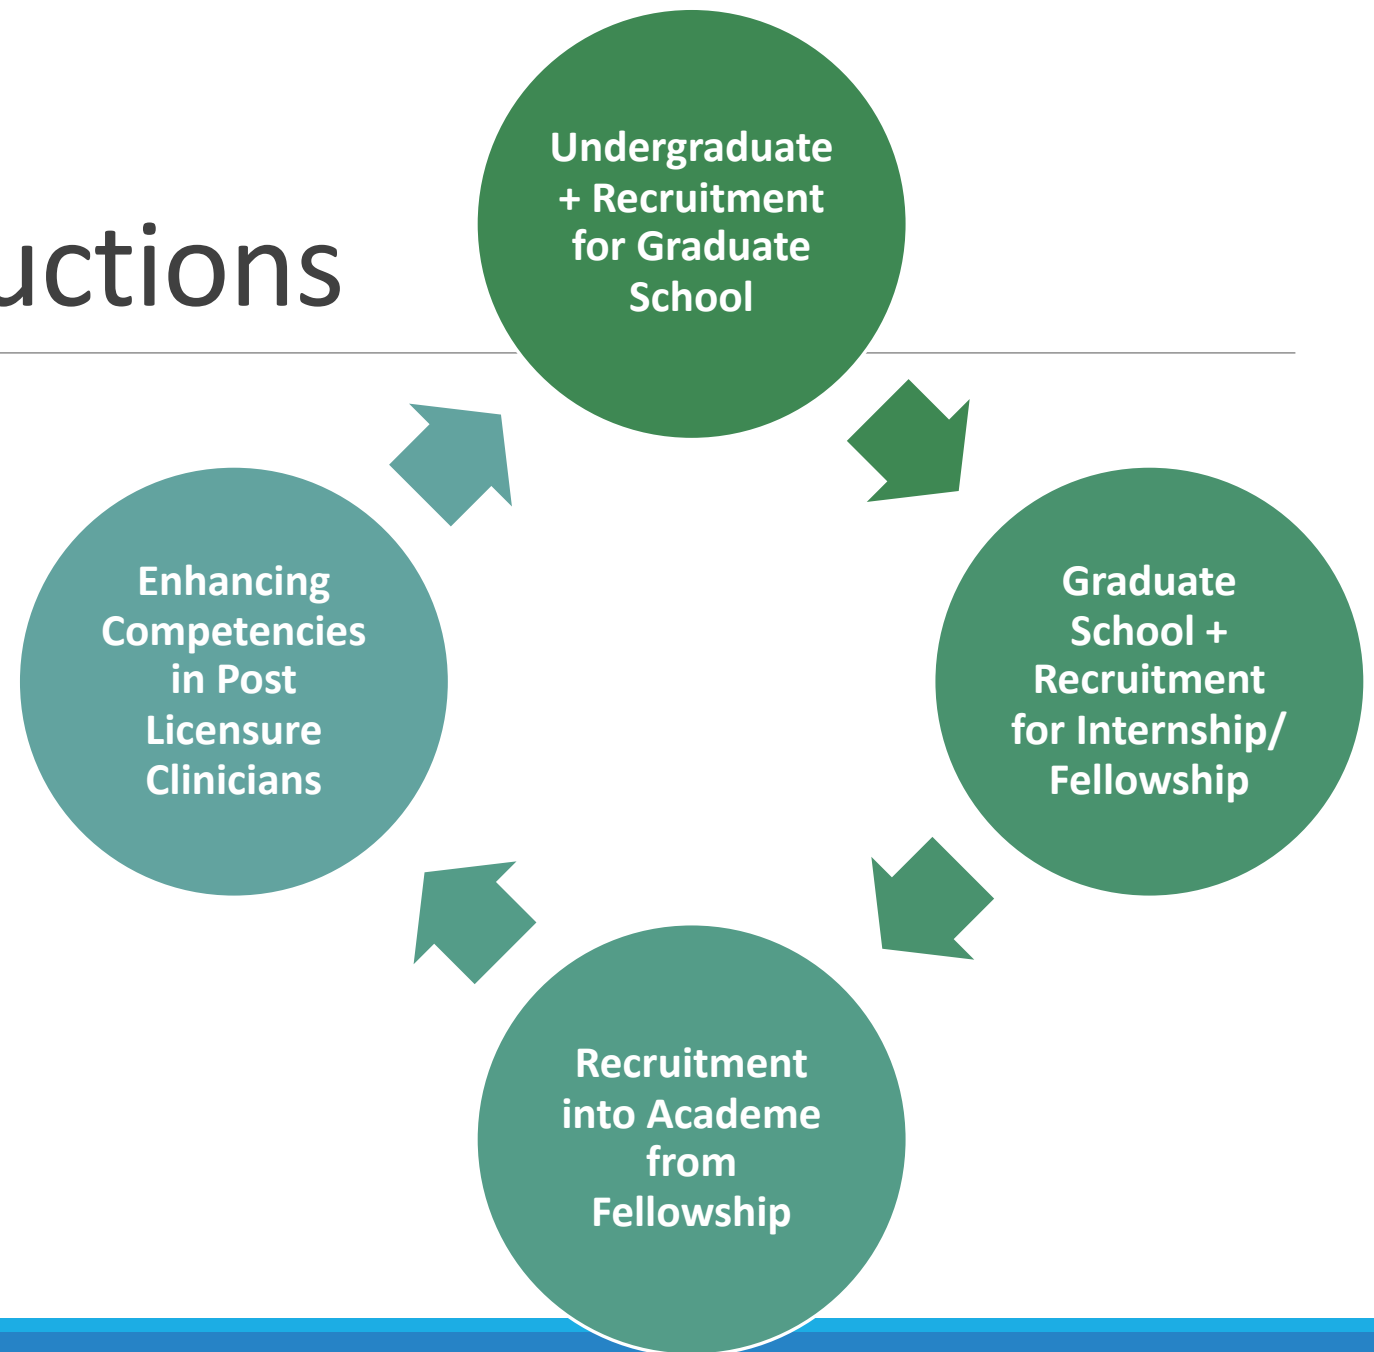 uctions
Undergraduate
+ Recruitment
for Graduate
School
Graduate
School +
Recruitment
for Internship/
Fellowship
Recruitment
into Academe
from
Fellowship
Enhancing
Competencies
in Post
Licensure
Clinicians